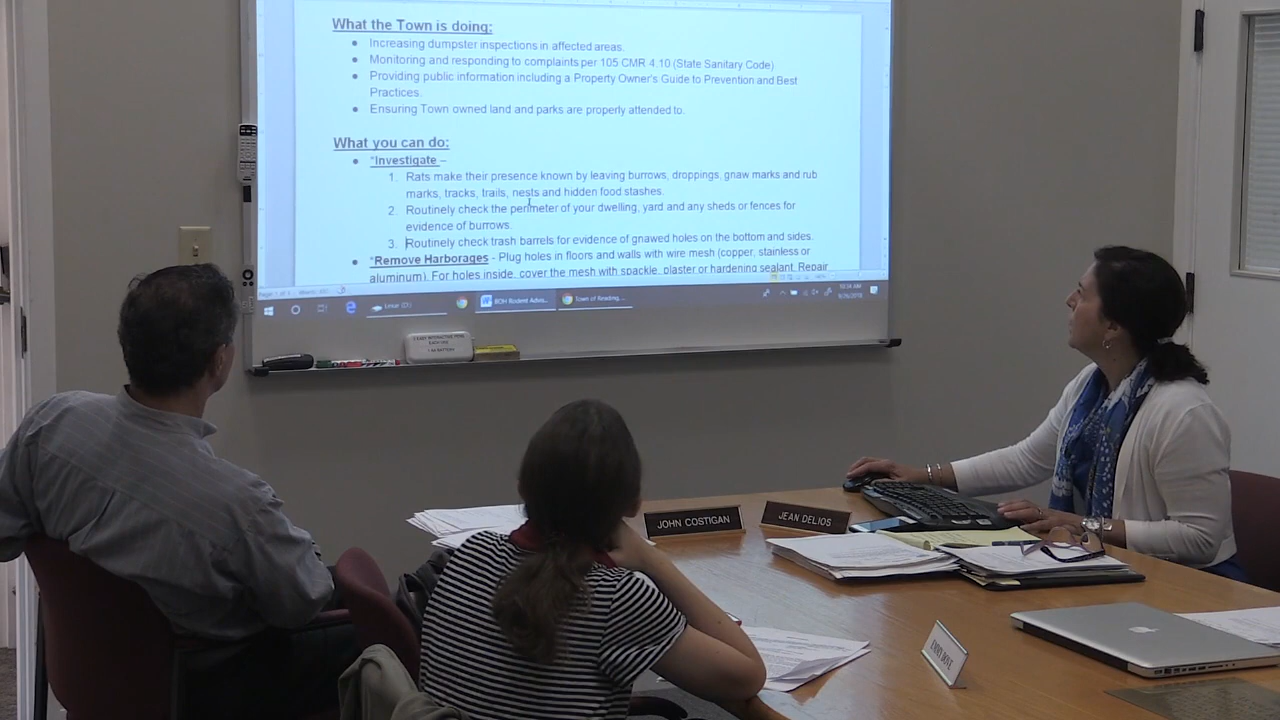 What the Town is doing:
• Increasing dumpster inspections in affected areas.
• Monitoring and responding to complaints per 105 CMR 4.10 (State Sanitary Code)
• Providing public information including a Property Owner's Guide to Prevention and Best
Practices.
• Ensuring Town owned land and parks are properly attended to.
What you can do:
• *Investigate –
1. Rats make their presence known by leaving burrows, droppings, gnaw marks and rub
marks, tracks, trails, nests and hidden food stashes.
2. Routinely check the perimeter of your dwelling, yard and any sheds or fences for
evidence of burrows.
3. Routinely check trash barrels for evidence of gnawed holes on the bottom and sides.
• *Remove Harborages - Plug holes in floors and walls with wire mesh (copper, stainless or
aluminum). For holes inside, cover the mesh with spackle, plaster or hardening sealant. Repair
BOH Rodent Advis...
Town of Reading,...
JOHN COSTIGAN
JEAN DELIOS